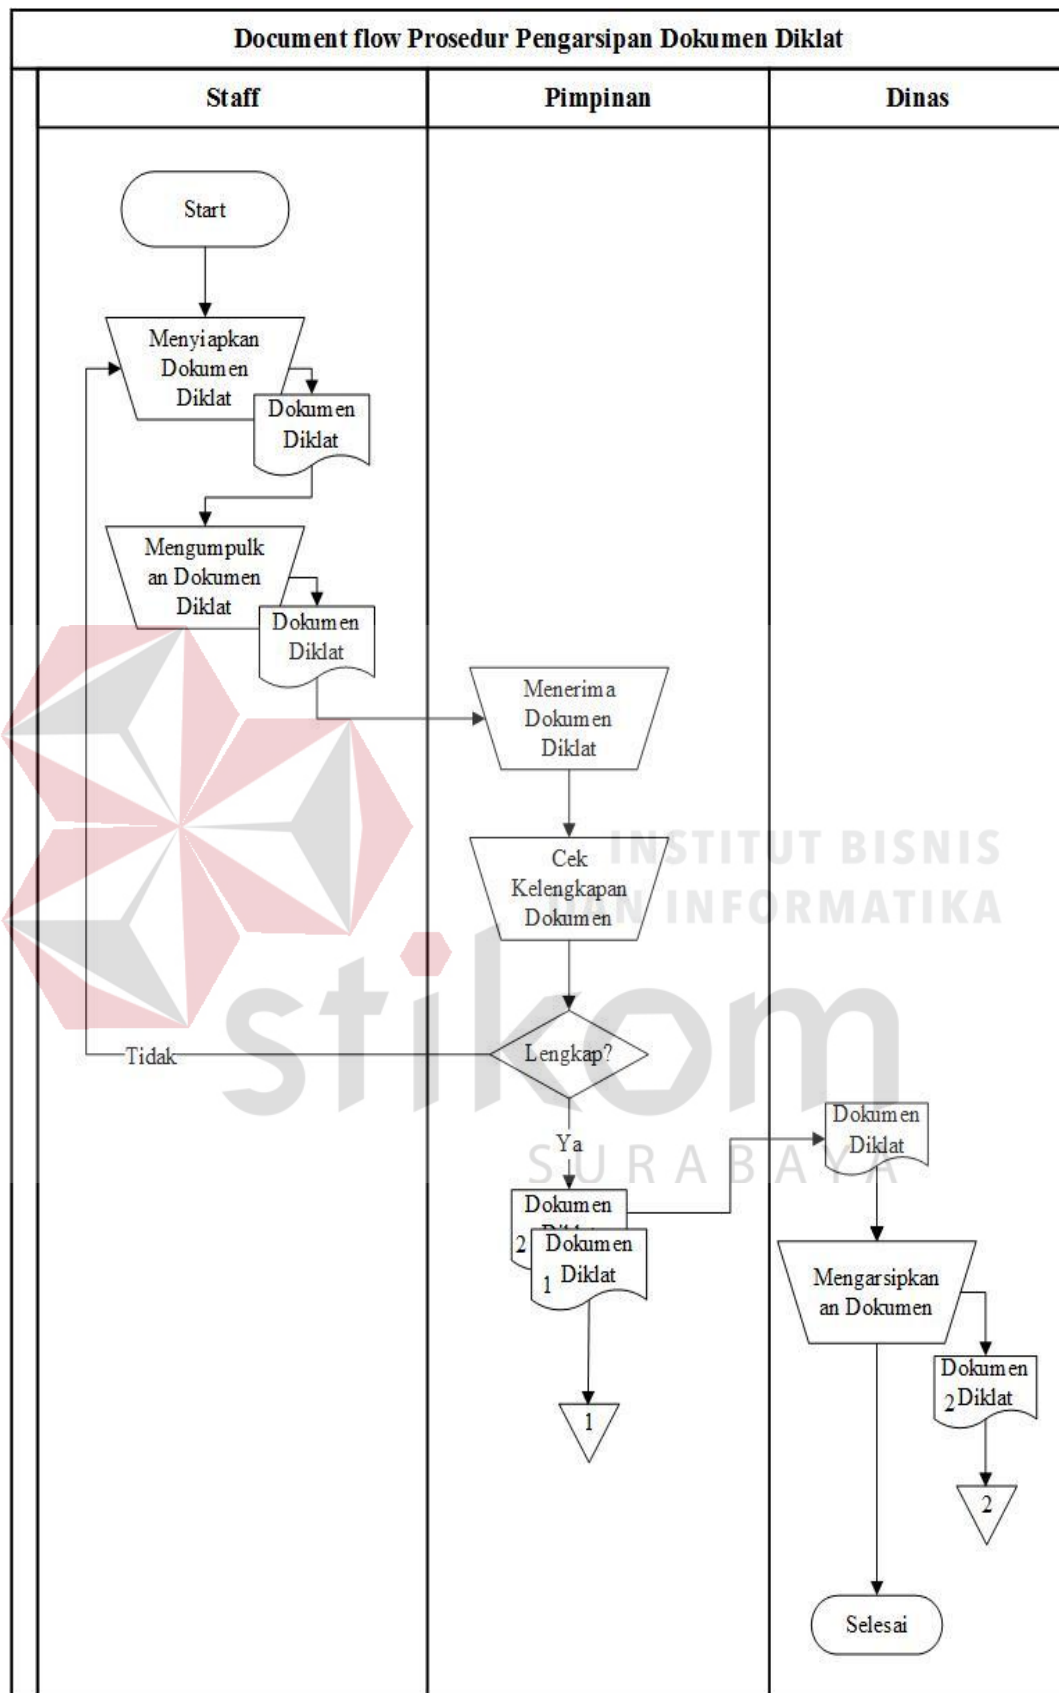 Document flow Prosedur Pengarsipan Dokumen Diklat
Staff
Pimpinan
Dinas
Start
Menyiapkan
Dokumen
Diklat
Dokumen
Diklat
Mengumpulk
an Dokumen
Diklat
Dokumen
Diklat
Menerima
Dokumen
Diklat
INSTITUT BISNIS
DAN INFORMATIKA
Cek
Kelengkapan
Dokumen
stikom
SURABAYA
Lengkap?
Tidak
Ya
Dokumen
Diklat
2
Dokumen
1 Diklat
1
Dokumen
Diklat
Mengarsipkan
an Dokumen
Dokumen
2 Diklat
2
Selesai